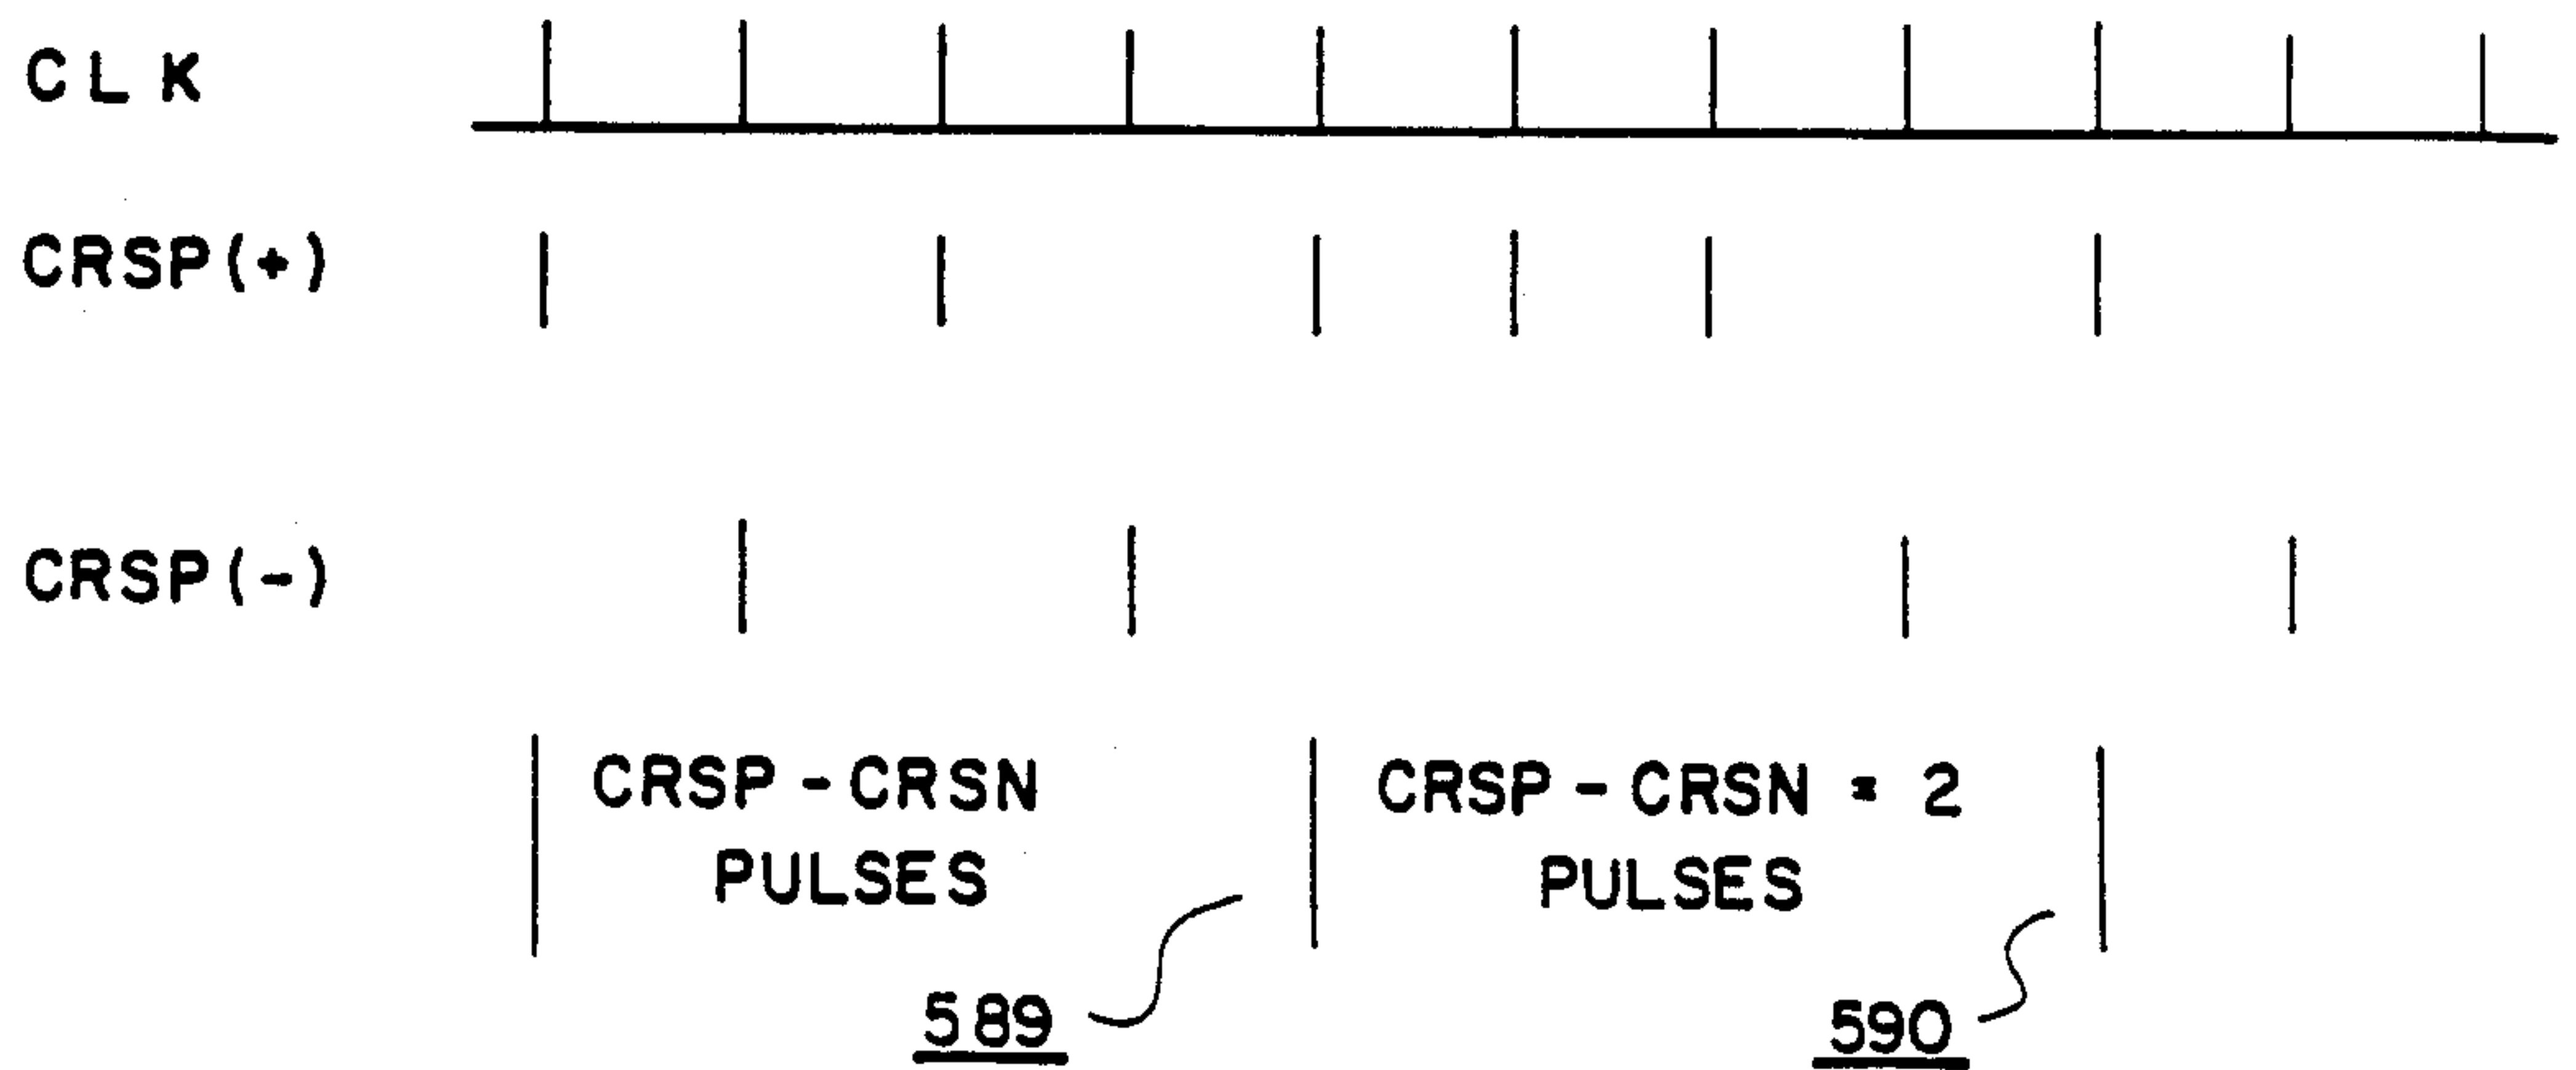 CLK
CRSP(+)
CRSP(-)
CRSP - CRSN
PULSES
CRSP - CRSN = 2
PULSES
589
590